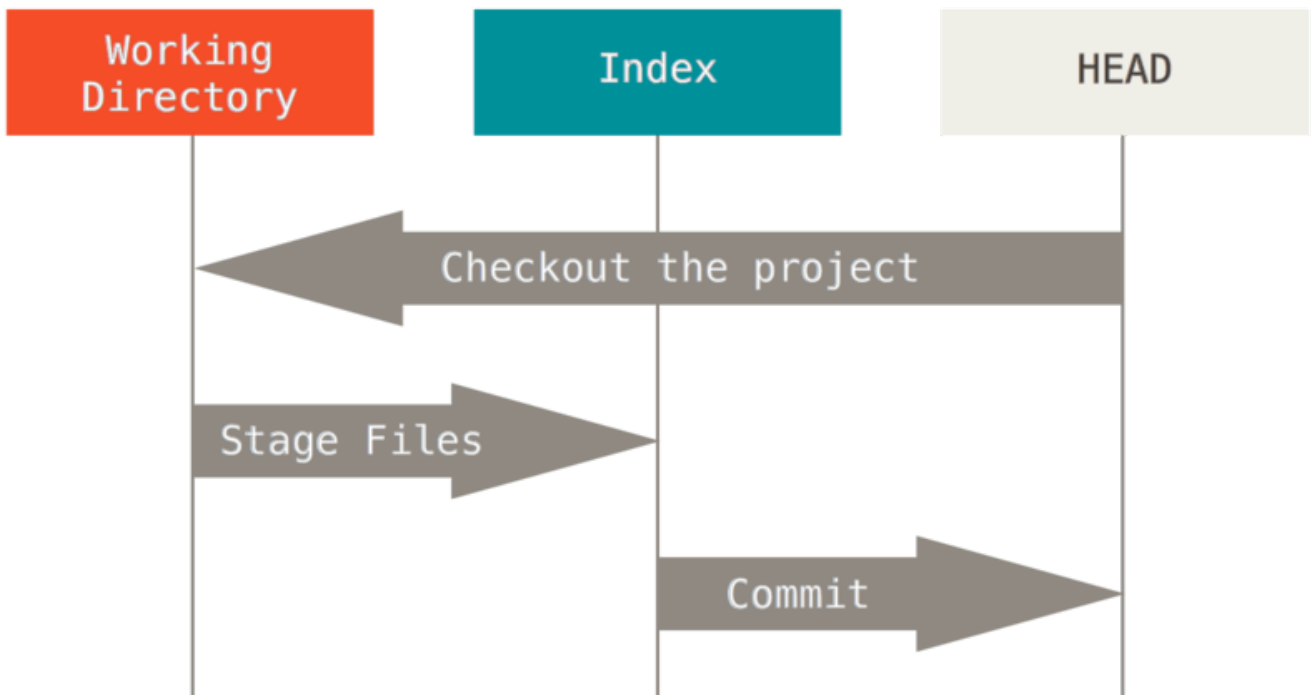 Working
Directory
Index
HEAD
Checkout the project
Stage Files
Commit